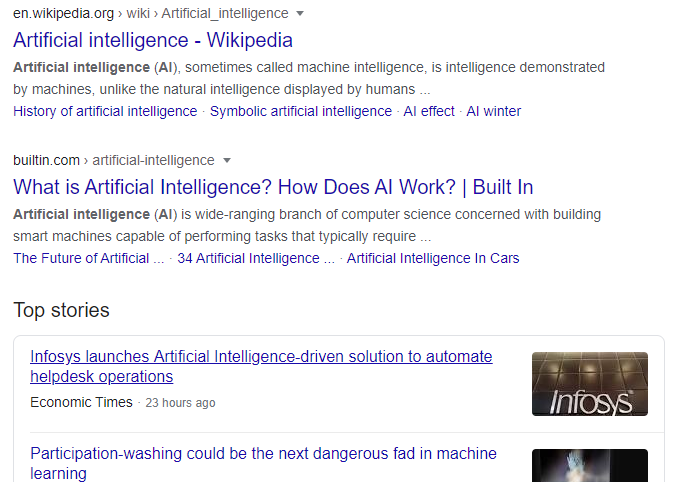 en.wikipedia.org › wiki › Artificial_intelligence
Artificial intelligence - Wikipedia
Artificial intelligence (AI), sometimes called machine intelligence, is intelligence demonstrated
by machines, unlike the natural intelligence displayed by humans ...
History of artificial intelligence · Symbolic artificial intelligence · AI effect · AI winter
builtin.com › artificial-intelligence
What is Artificial Intelligence? How Does AI Work? | Built In
Artificial intelligence (AI) is wide-ranging branch of computer science concerned with building
smart machines capable of performing tasks that typically require ...
The Future of Artificial ... · 34 Artificial Intelligence ... · Artificial Intelligence In Cars
Top stories
Infosys launches Artificial Intelligence-driven solution to automate
helpdesk operations
Infosys
Economic Times · 23 hours ago
Participation-washing could be the next dangerous fad in machine
learning